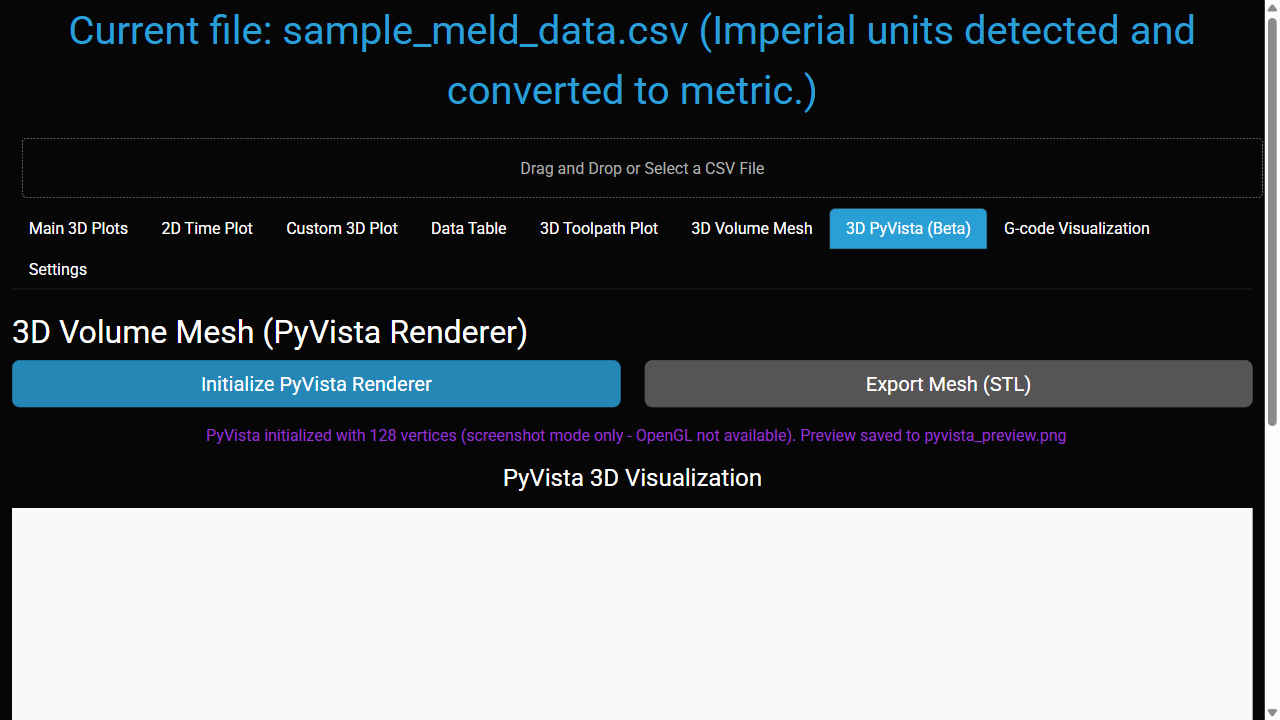 Current file: sample_meld_data.csv (Imperial units detected and
converted to metric.)
Drag and Drop or Select a CSV File
Main 3D Plots 2D Time Plot Custom 3D Plot Data Table 3D Toolpath Plot 3D Volume Mesh 3D PyVista (Beta) G-code Visualization
Settings
3D Volume Mesh (PyVista Renderer)
Initialize PyVista Renderer Export Mesh (STL)
PyVista initialized with 128 vertices (screenshot mode only - OpenGL not available). Preview saved to pyvista_preview.png
PyVista 3D Visualization